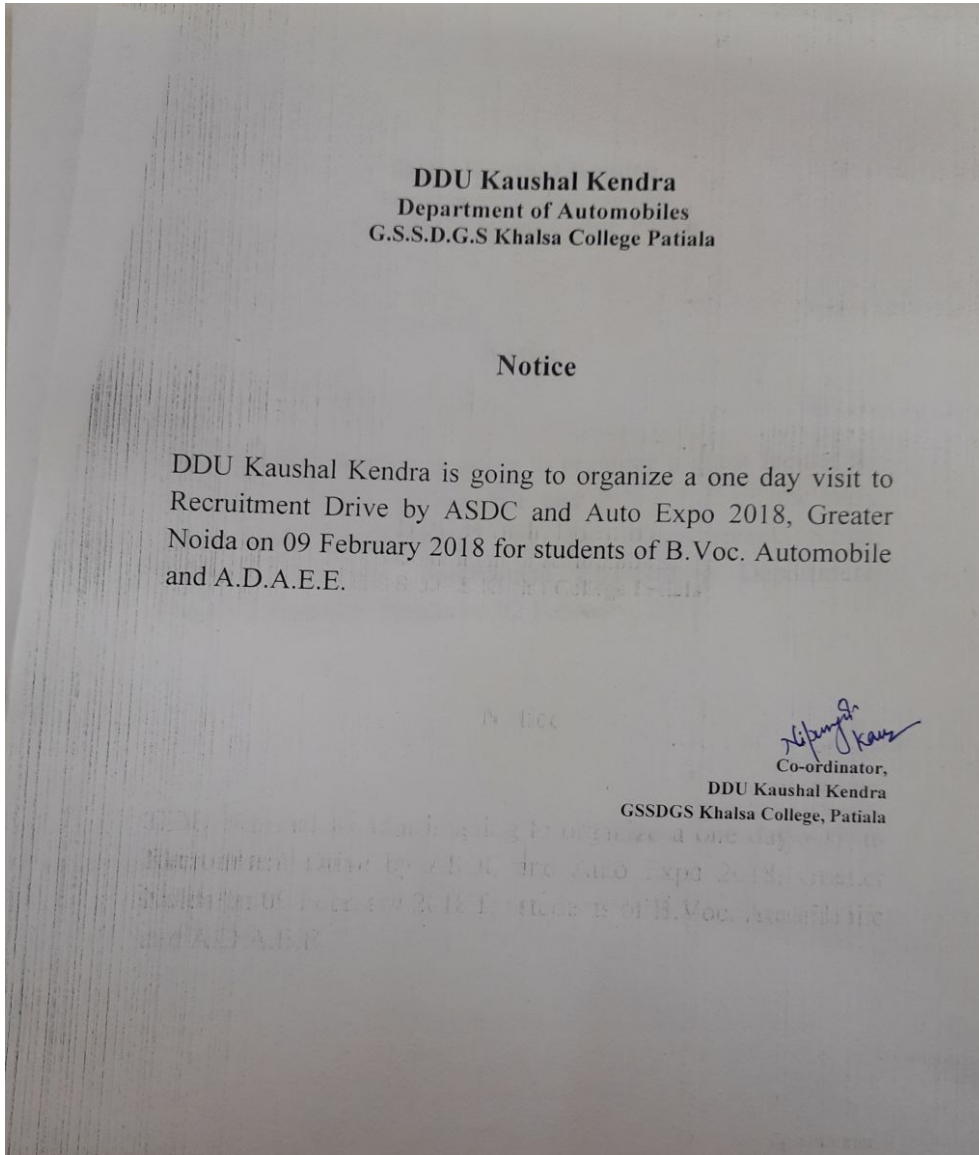 DDU Kaushal Kendra
Department of Automobiles
G.S.S.D.G.S Khalsa College Patiala
Notice
DDU Kaushal Kendra is going to organize a one day visit to
Recruitment Drive by ASDC and Auto Expo 2018, Greater
Noida on 09 February 2018 for students of B.Voc. Automobile
and A.D.A.E.E.
Kaur
Co-ordinator,
DDU Kaushal Kendra
GSSDGS Khalsa College, Patiala